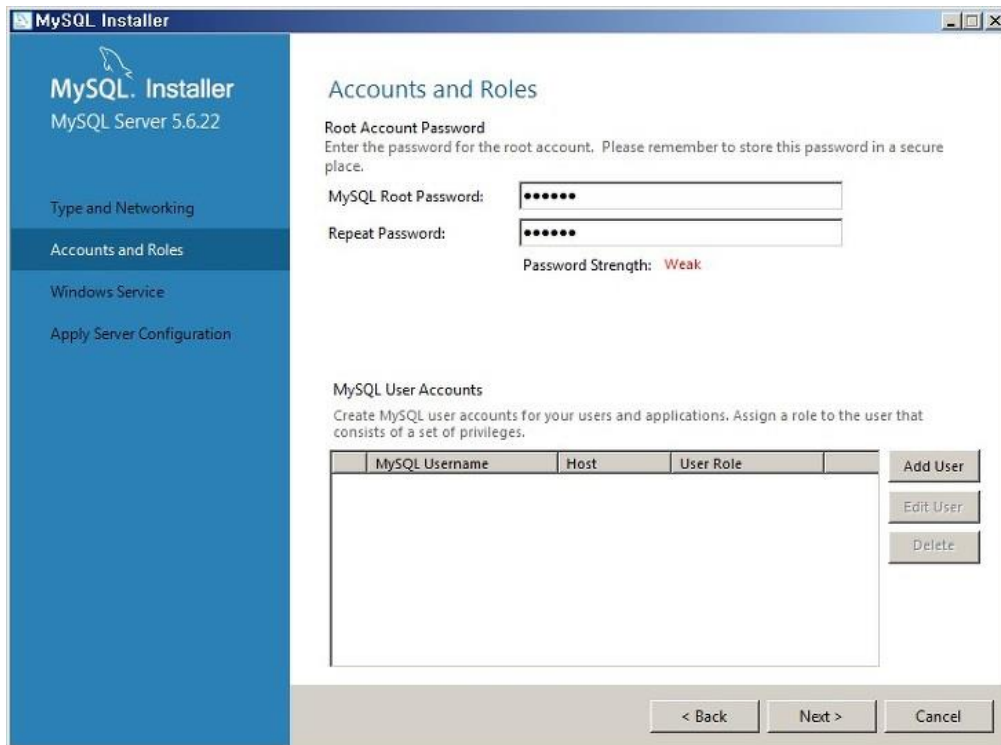 MySQL Installer
MySQL. Installer
MySQL Server 5.6.22
Type and Networking
Accounts and Roles
Windows Service
Apply Server Configuration
Accounts and Roles
Root Account Password
Enter the password for the root account. Please remember to store this password in a secure
place.
MySQL Root Password: ••••••
Repeat Password: ••••••
Password Strength: Weak
MySQL User Accounts
Create MySQL user accounts for your users and applications. Assign a role to the user that
consists of a set of privileges.
MySQL Username Host User Role
Add User
Edit User
Delete
< Back Next > Cancel